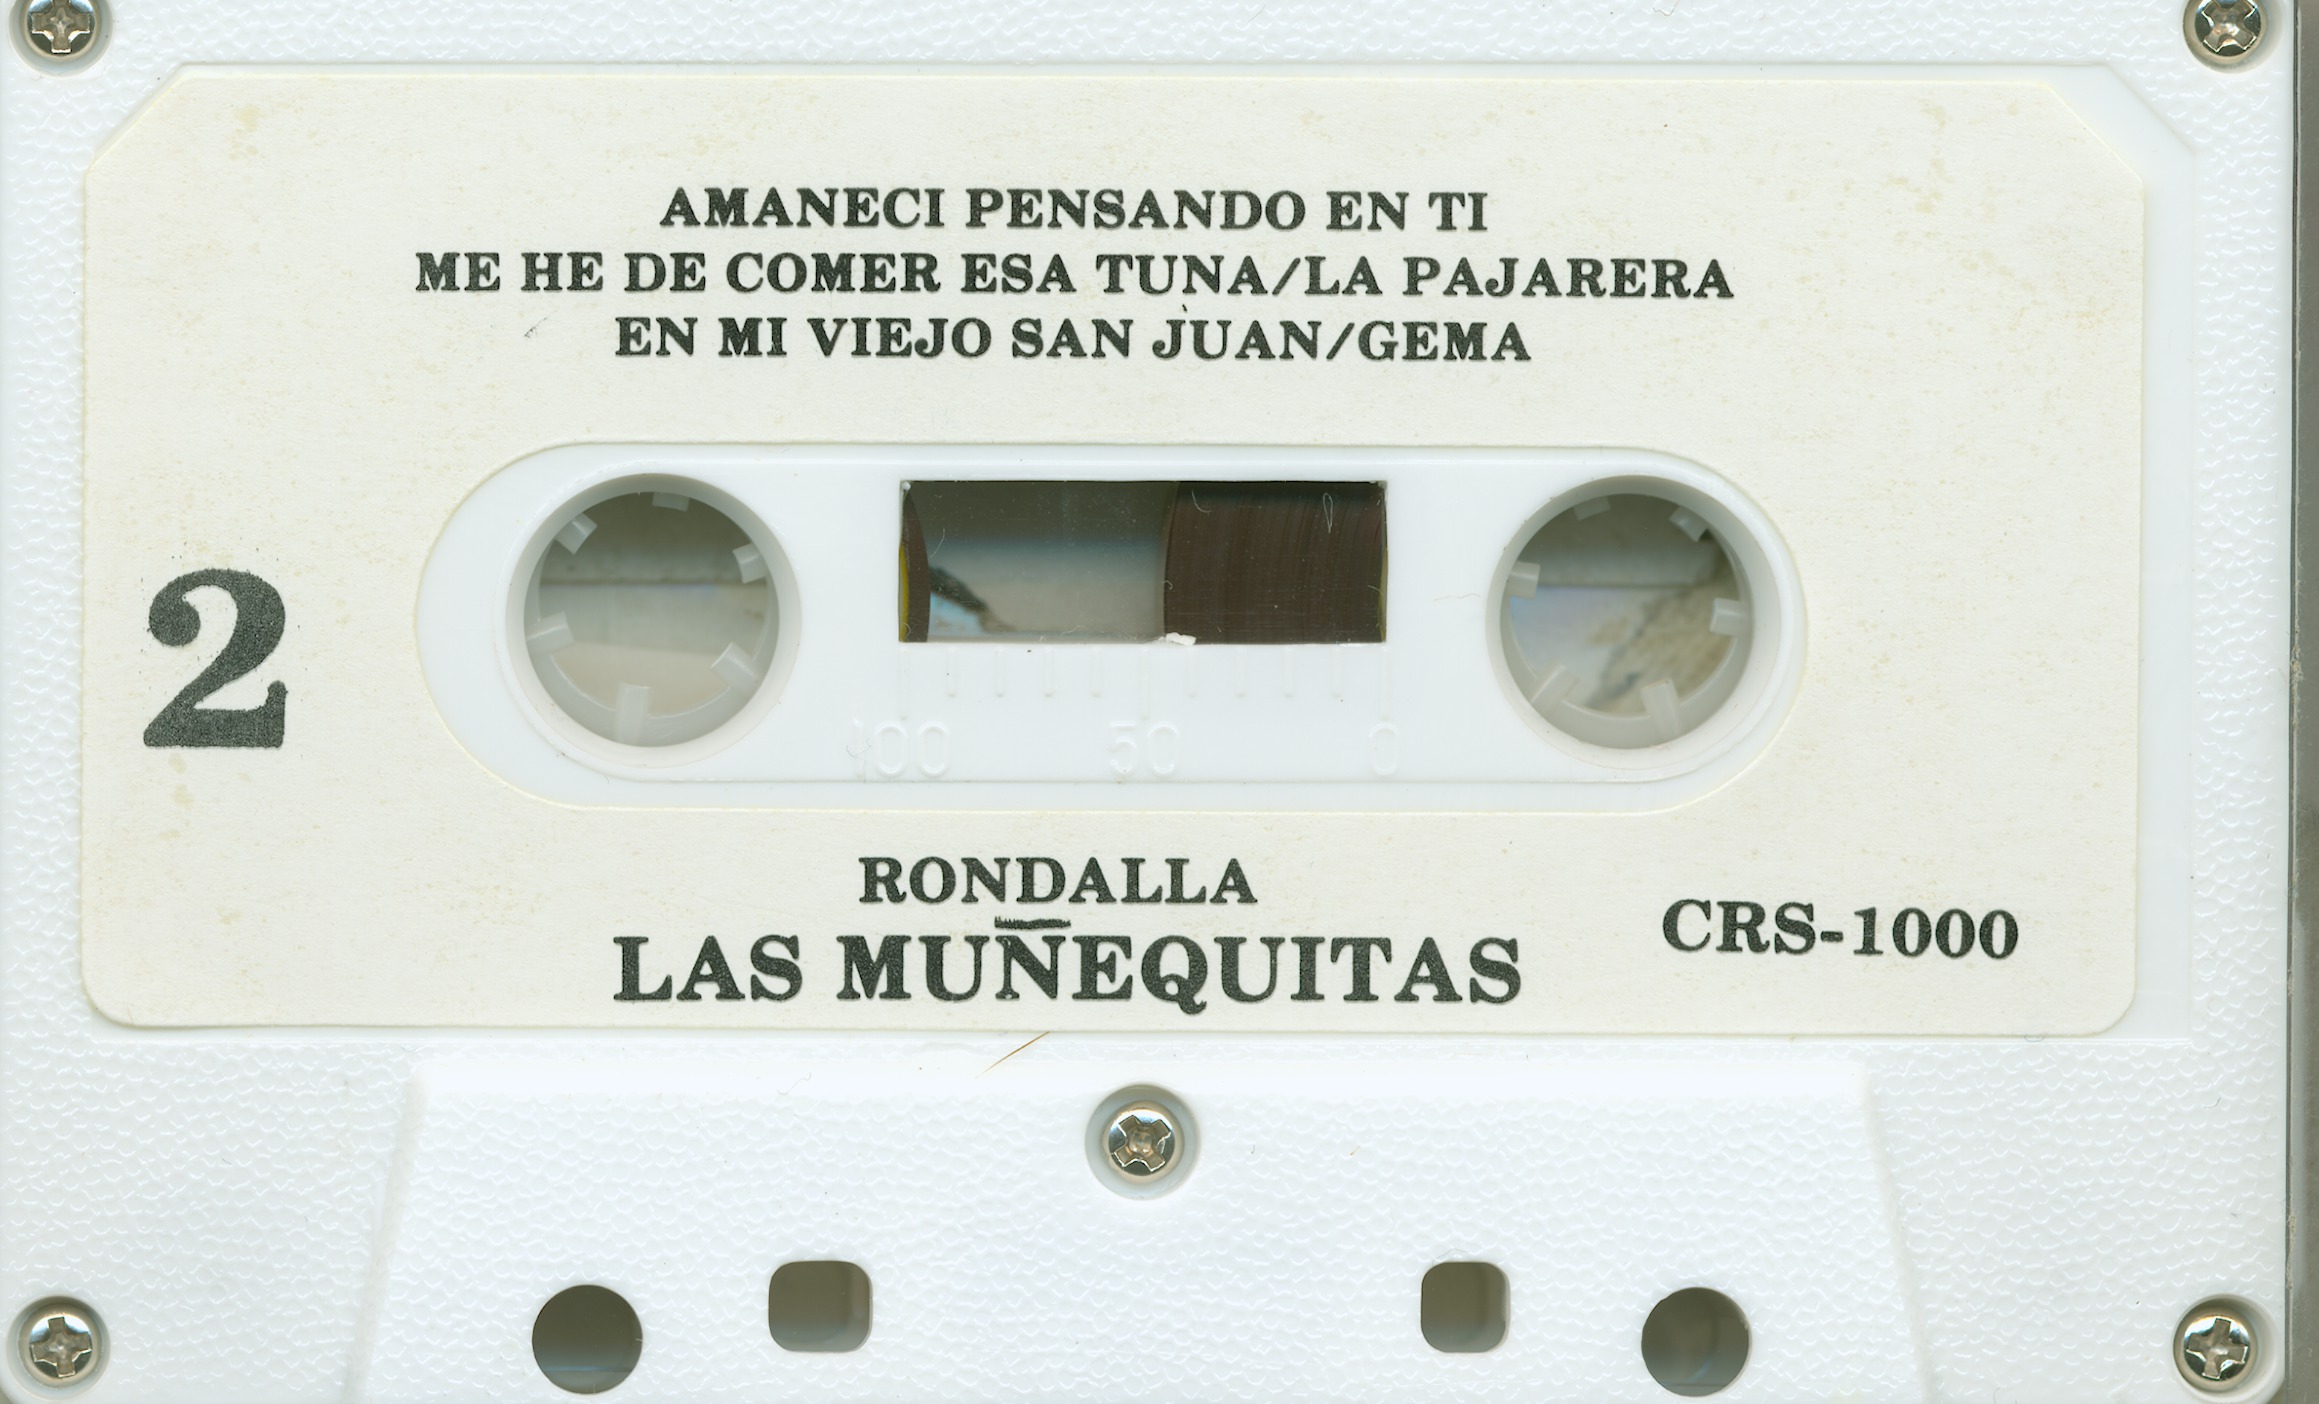 AMANECI PENSANDO EN TI
ME HE DE COMER ESA TUNA/LA PAJARERA
EN MI VIEJO SAN JUAN/GEMA
2
100 50 0
RONDALLA
LAS MUÑEQUITAS
CRS-1000